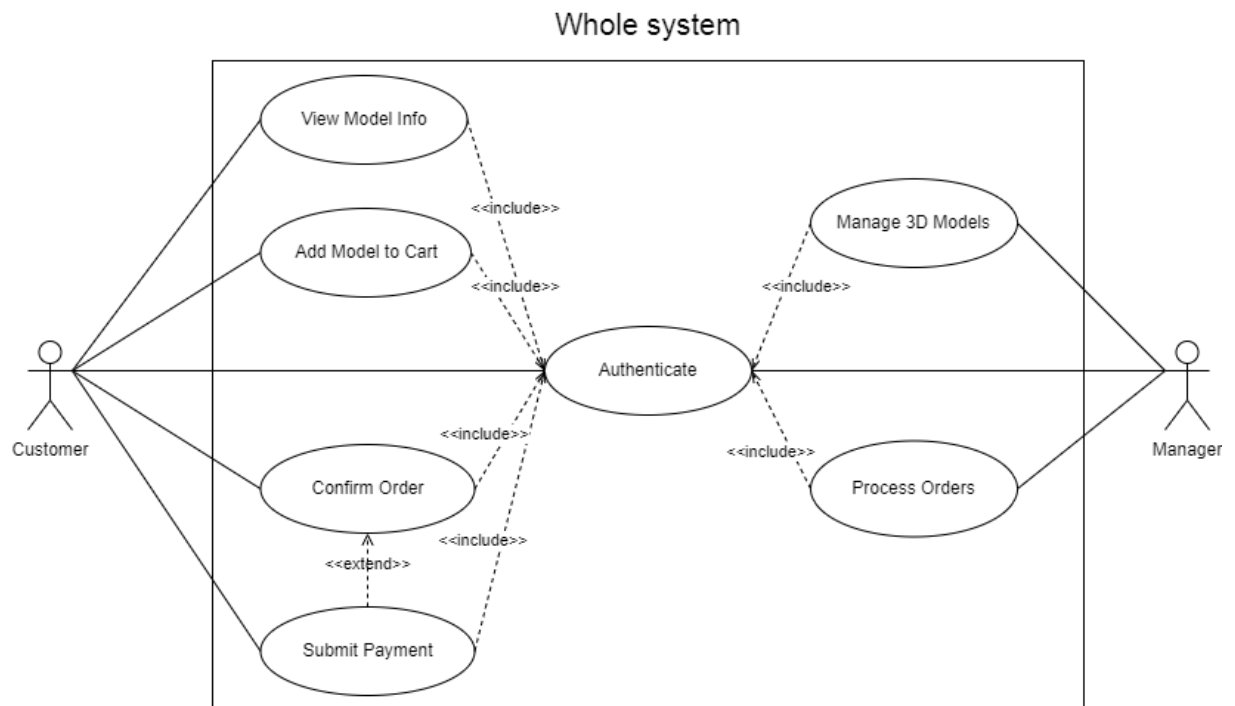 Whole system
View Model Info
<<include>>
Manage 3D Models
Add Model to Cart
<<include>>
<<include>>
Authenticate
Customer
Manager
<<include>>
<<include>>
Confirm Order
Process Orders
<<include>>
<<extend>>
Submit Payment